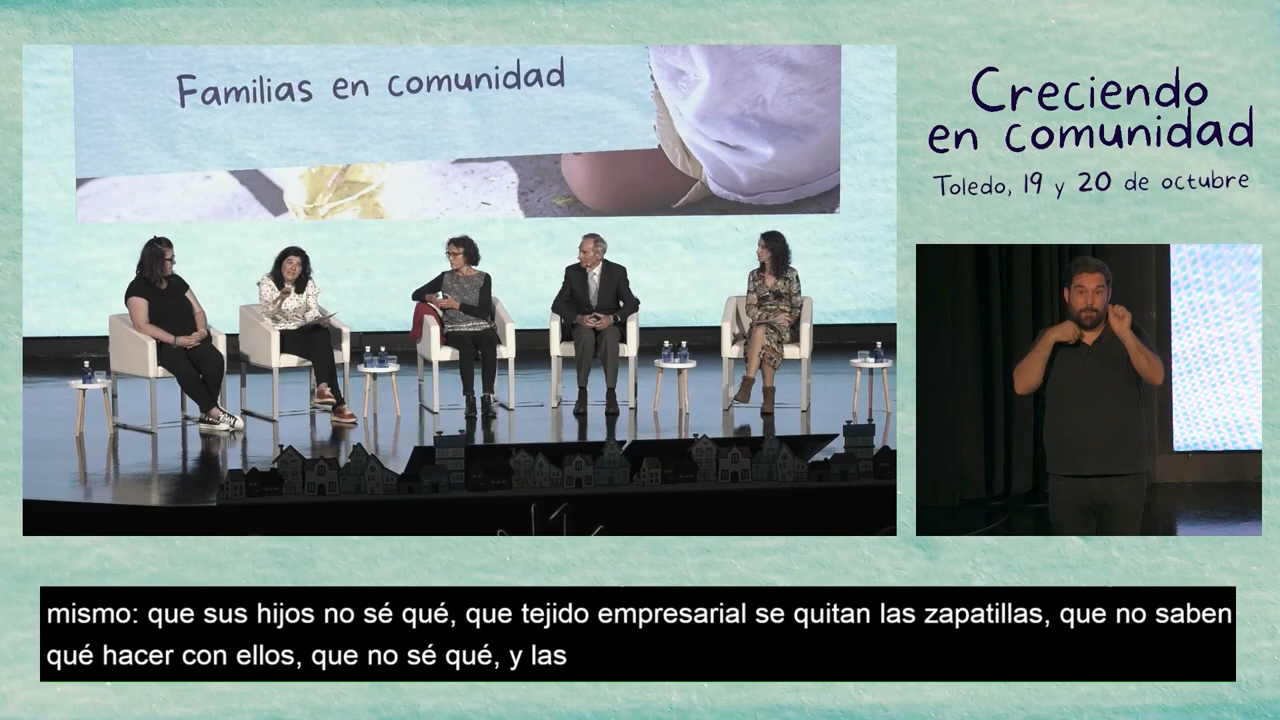 Familias en comunidad
Creciendo
en comunidad
Toledo, 19 y 20 de octubre
mismo: que sus hijos no sé qué, que tejido empresarial se quitan las zapatillas, que no saben
qué hacer con ellos, que no sé qué, y las